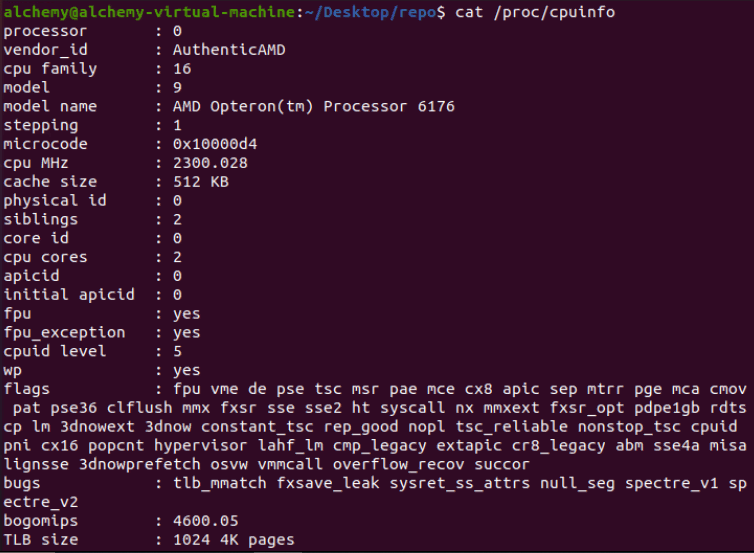 alchemy@alchemy-virtual-machine:~/Desktop/repo$ cat /proc/cpuinfo
processor	: 0
vendor_id	: AuthenticAMD
cpu family	: 16
model		: 9
model name	: AMD Opteron(tm) Processor 6176
stepping	: 1
microcode	: 0x10000d4
cpu MHz		: 2300.028
cache size	: 512 KB
physical id	: 0
siblings	: 2
core id		: 0
cpu cores	: 2
apicid		: 0
initial apicid	: 0
fpu		: yes
fpu_exception	: yes
cpuid level	: 5
wp		: yes
flags		: fpu vme de pse tsc msr pae mce cx8 apic sep mtrr pge mca cmov
 pat pse36 clflush mmx fxsr sse sse2 ht syscall nx mmxext fxsr_opt pdpe1gb rdts
cp lm 3dnowext 3dnow constant_tsc rep_good nopl tsc_reliable nonstop_tsc cpuid
pni cx16 popcnt hypervisor lahf_lm cmp_legacy extapic cr8_legacy abm sse4a misa
lignsse 3dnowprefetch osvw vmmcall overflow_recov succor
bugs		: tlb_mmatch fxsave_leak sysret_ss_attrs null_seg spectre_v1 sp
ectre_v2
bogomips	: 4600.05
TLB size	: 1024 4K pages